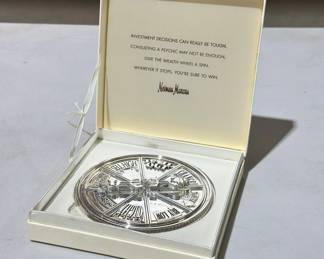 INVESTMENT DECISIONS CAN REALLY BE TOUGH,
CONSULTING A PSYCHIC MAY NOT BE ENOUGH,
GIVE THE WEALTH WHEEL A SPIN,
WHEREVER IT STOPS, YOU'RE SURE TO WIN.
Neiman Marcus